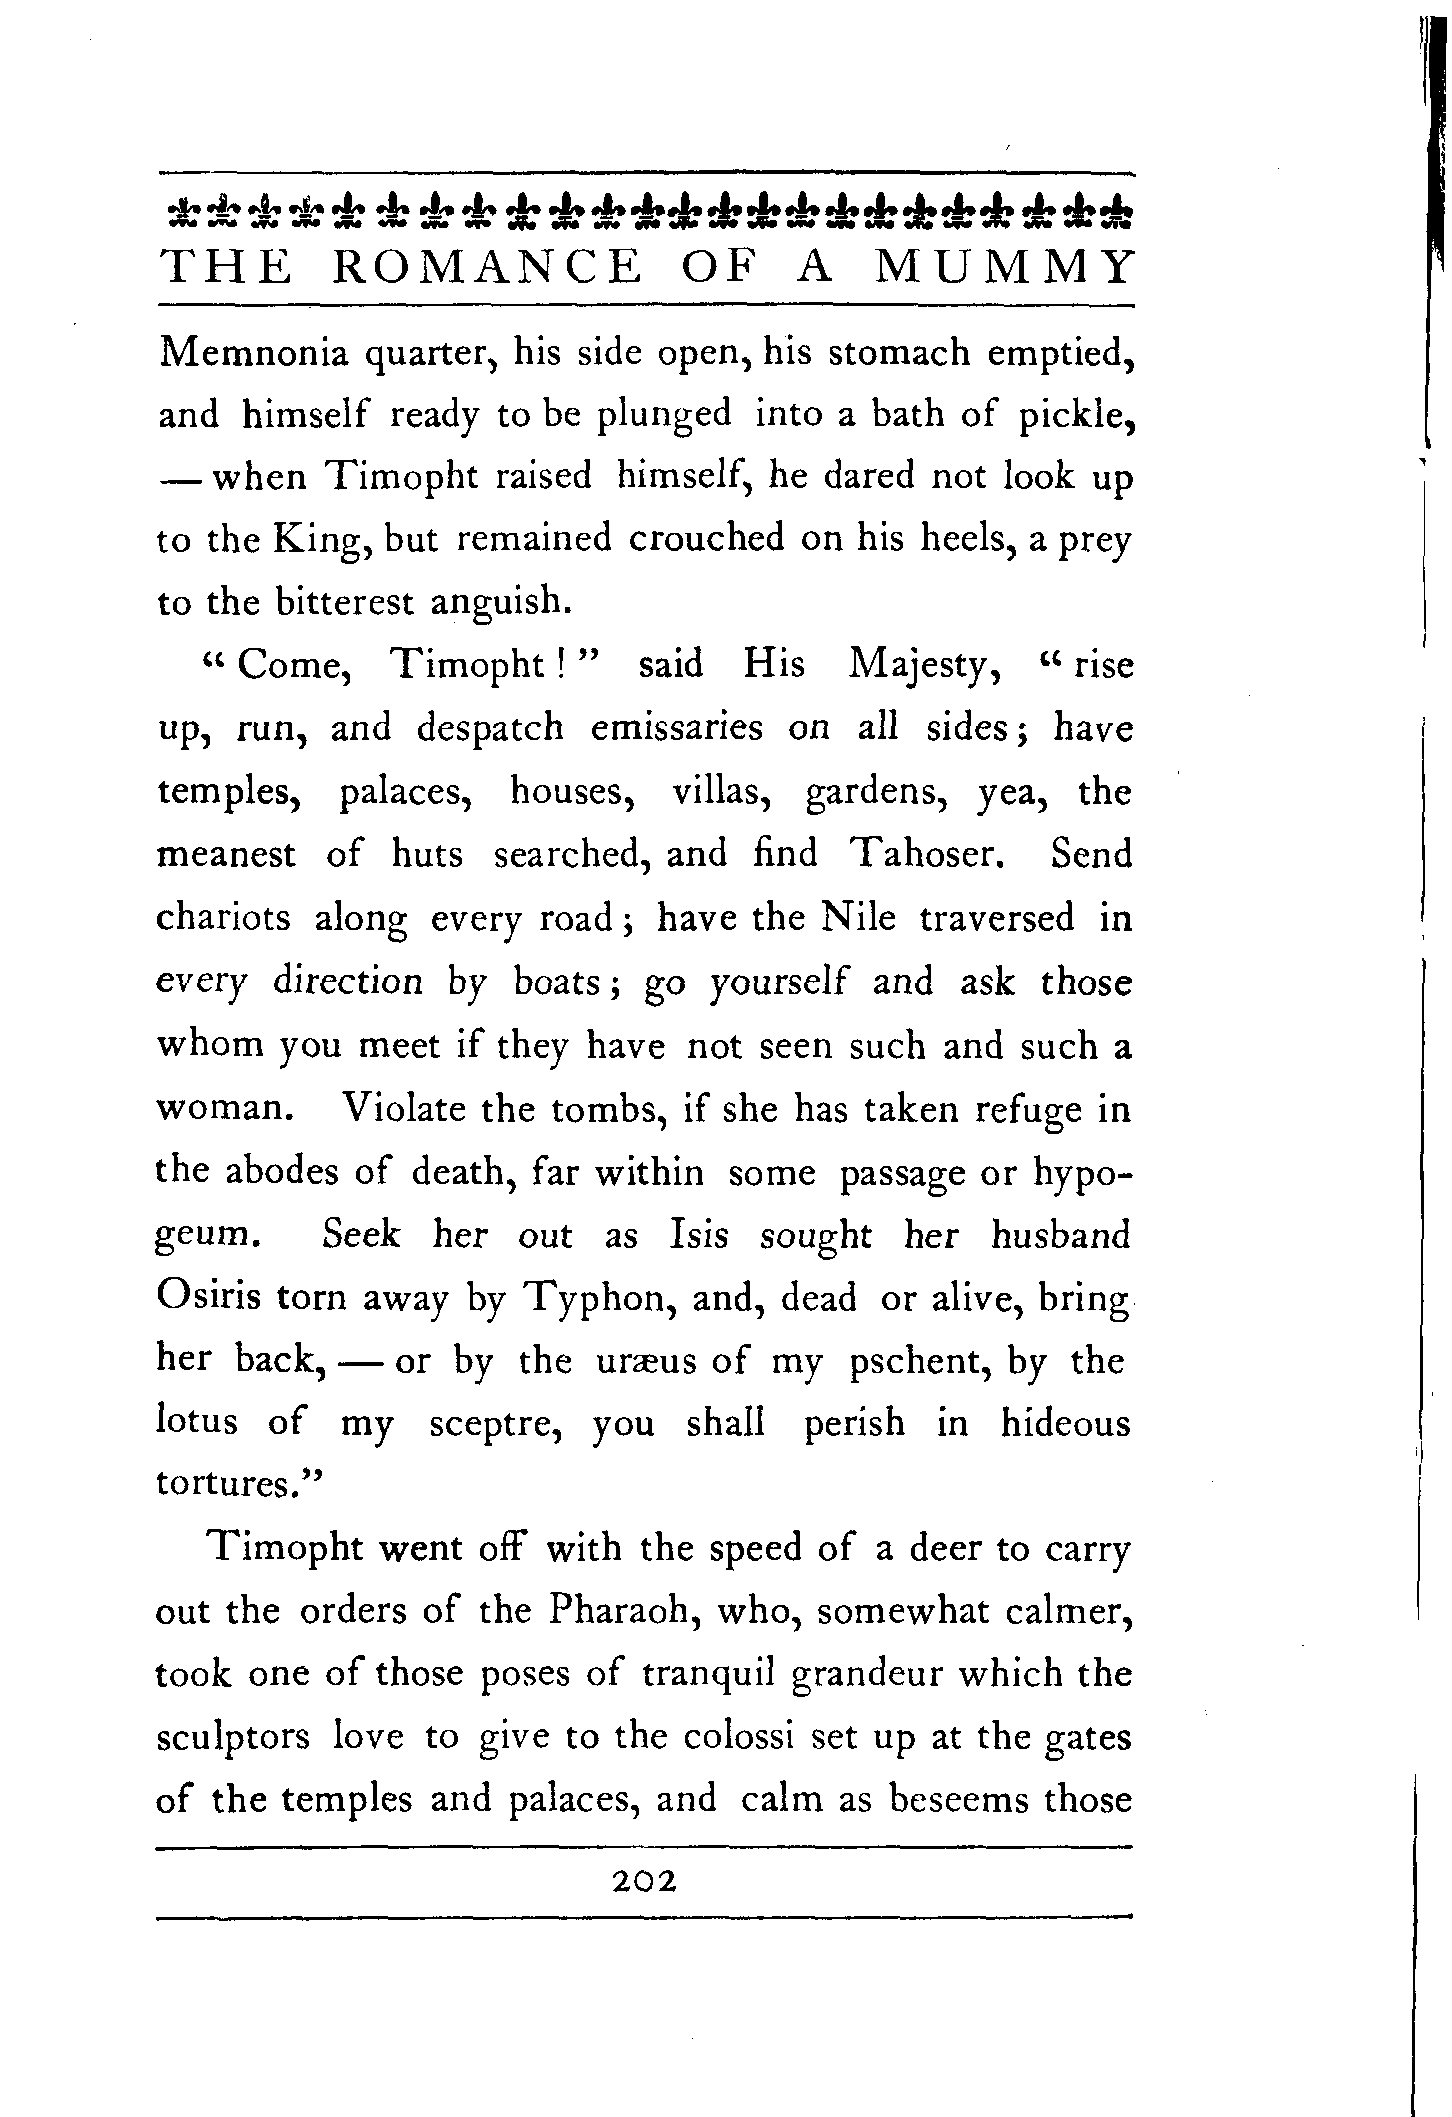 THE ROMANCE OF A MUMMY
Memnonia quarter, his side open, his stomach emptied,
and himself ready to be plunged into a bath of pickle,
— when Timopht raised himself, he dared not look up
to the King, but remained crouched on his heels, a prey
to the bitterest anguish.
“ Come, Timopht ! ” said His Majesty, “ rise
up, run, and despatch emissaries on all sides ; have
temples, palaces, houses, villas, gardens, yea, the
meanest of huts searched, and find Tahoser. Send
chariots along every road ; have the Nile traversed in
every direction by boats ; go yourself and ask those
whom you meet if they have not seen such and such a
woman. Violate the tombs, if she has taken refuge in
the abodes of death, far within some passage or hypo-
geum. Seek her out as Isis sought her husband
Osiris torn away by Typhon, and, dead or alive, bring
her back, — or by the uræus of my pschent, by the
lotus of my sceptre, you shall perish in hideous
tortures.”
Timopht went off with the speed of a deer to carry
out the orders of the Pharaoh, who, somewhat calmer,
took one of those poses of tranquil grandeur which the
sculptors love to give to the colossi set up at the gates
of the temples and palaces, and calm as beseems those
202